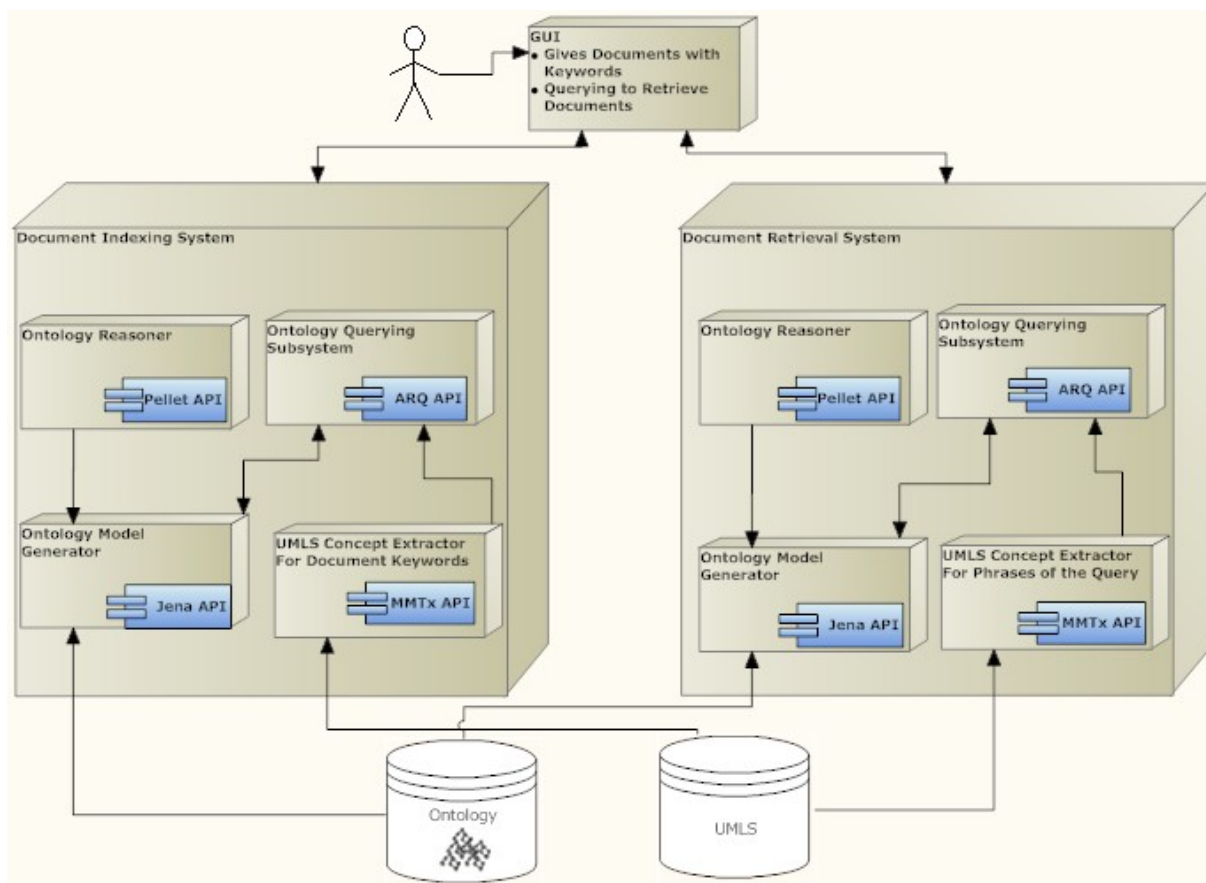 GUI
• Gives Documents with
Keywords
• Querying to Retrieve
Documents
Document Indexing System
Ontology Reasoner
Pellet API
Ontology Querying
Subsystem
ARQ API
Ontology Model
Generator
Jena API
UMLS Concept Extractor
For Document Keywords
MMTx API
Document Retrieval System
Ontology Reasoner
Pellet API
Ontology Querying
Subsystem
ARQ API
Ontology Model
Generator
Jena API
UMLS Concept Extractor
For Phrases of the Query
MMTx API
Ontology
UMLS